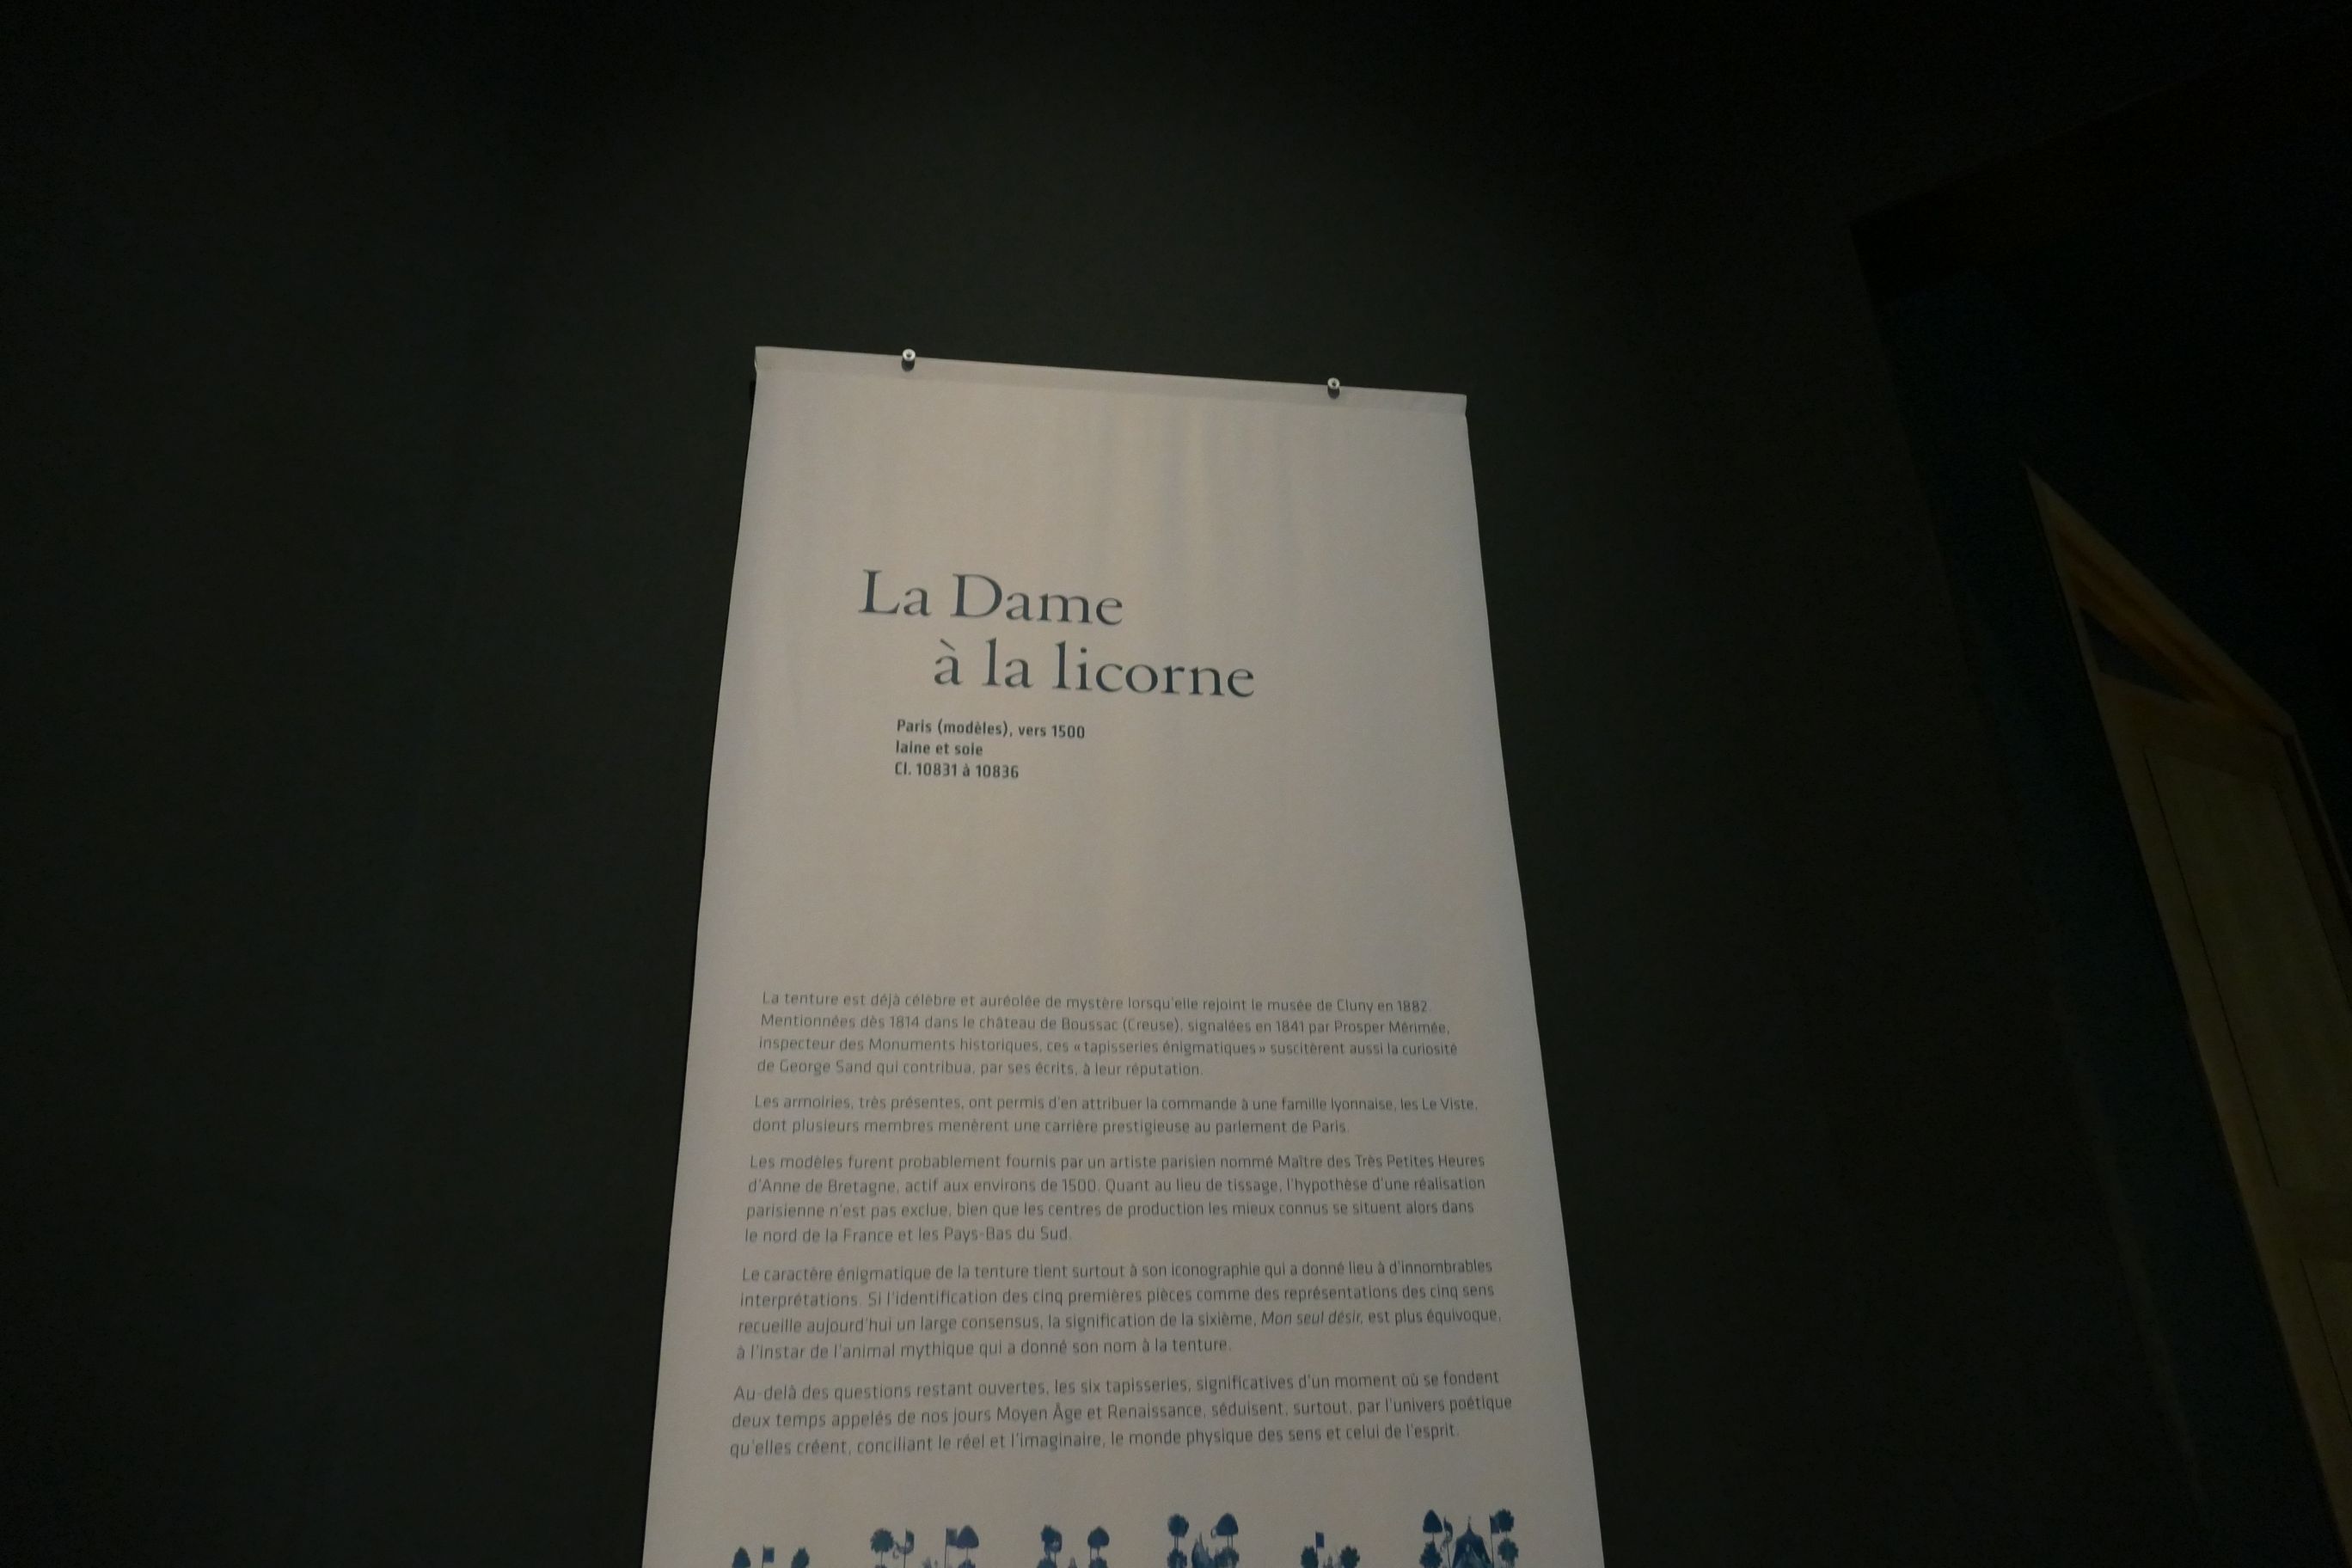 La Dame
à la licorne
Paris (modèles), vers 1500
laine et soie
Cl. 10831 à 10836
La tenture est déjà célèbre et auréolée de mystère lorsqu'elle rejoint le musée de Cluny en 1882.
Mentionnées dès 1814 dans le château de Boussac (Creuse), signalées en 1841 par Prosper Mérimée,
inspecteur des Monuments historiques, ces « tapisseries énigmatiques » suscitèrent aussi la curiosité
de George Sand qui contribua, par ses écrits, à leur réputation.
Les armoiries, très présentes, ont permis d'en attribuer la commande à une famille lyonnaise, les Le Viste,
dont plusieurs membres menèrent une carrière prestigieuse au parlement de Paris.
Les modèles furent probablement fournis par un artiste parisien nommé Maître des Très Petites Heures
d'Anne de Bretagne, actif aux environs de 1500. Quant au lieu de tissage, l'hypothèse d'une réalisation
parisienne n'est pas exclue, bien que les centres de production les mieux connus se situent alors dans
le nord de la France et les Pays-Bas du Sud.
Le caractère énigmatique de la tenture tient surtout à son iconographie qui a donné lieu à d'innombrables
interprétations. Si l'identification des cinq premières pièces comme des représentations des cinq sens
recueille aujourd'hui un large consensus, la signification de la sixième, Mon seul désir, est plus équivoque,
à l'instar de l'animal mythique qui a donné son nom à la tenture.
Au-delà des questions restant ouvertes, les six tapisseries, significatives d'un moment où se fondent
deux temps appelés de nos jours Moyen Âge et Renaissance, séduisent, surtout, par l'univers poétique
qu'elles créent, conciliant le réel et l'imaginaire, le monde physique des sens et celui de l'esprit.